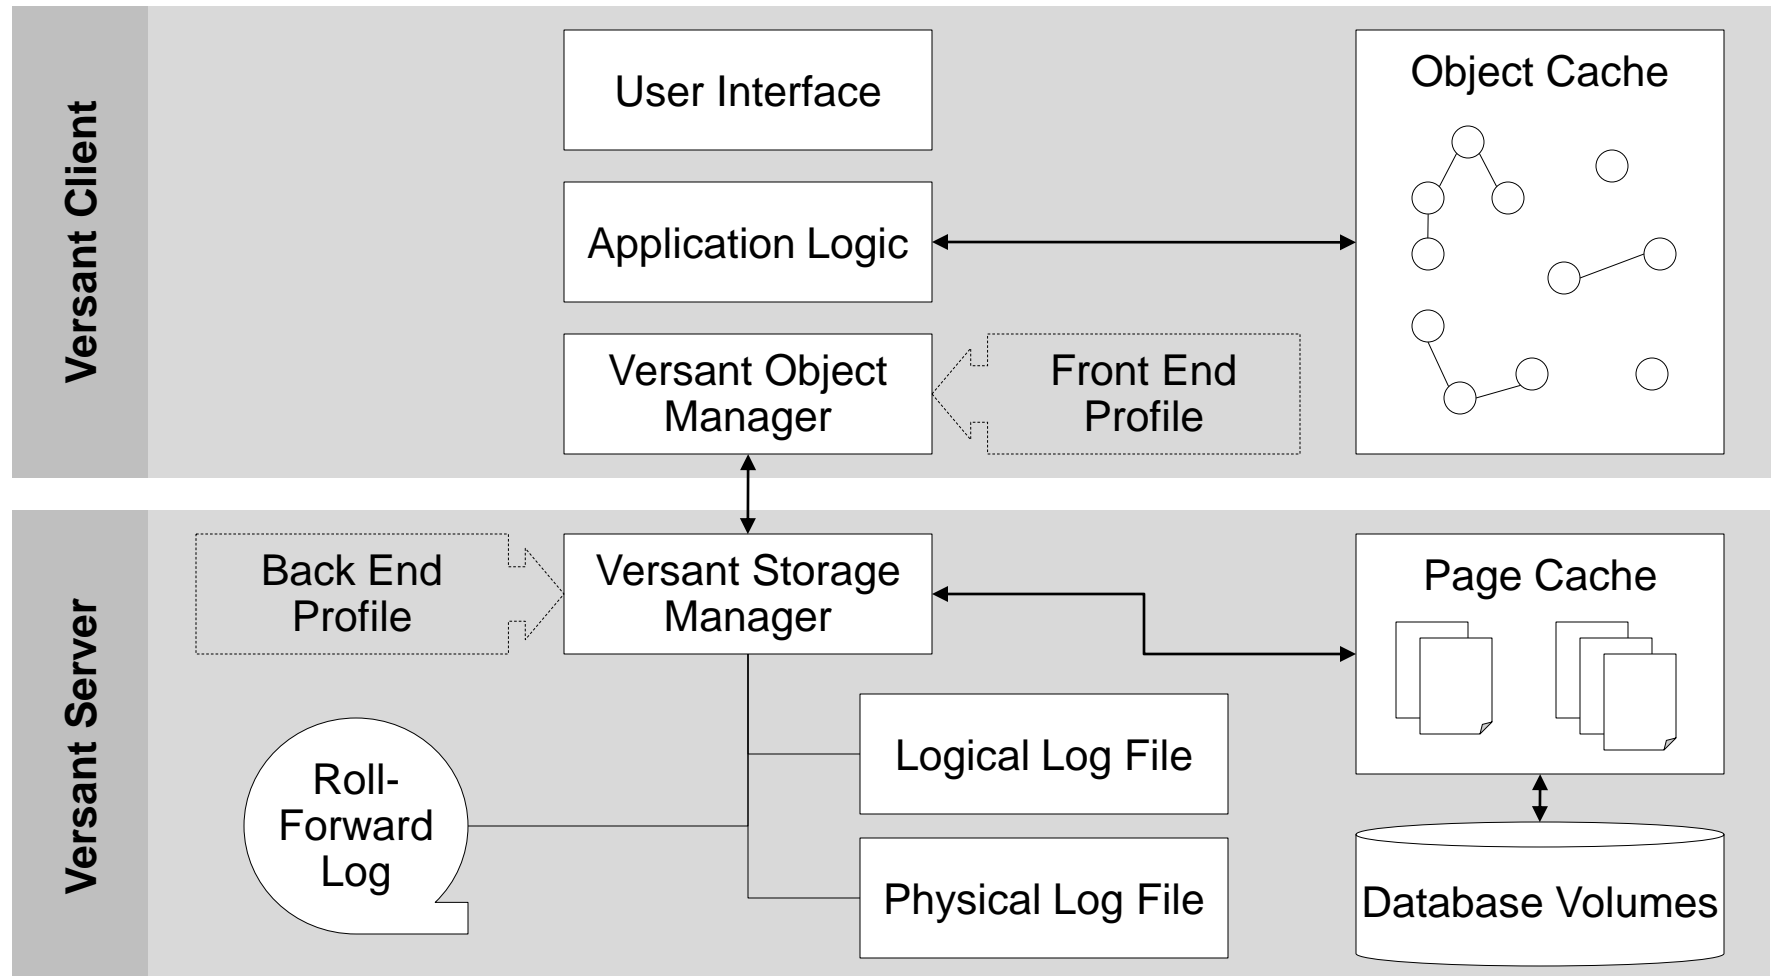 Versant Client
User Interface
Object Cache
Application Logic
Versant Object
Manager
Front End
Profile
Versant Server
Back End
Profile
Versant Storage
Manager
Page Cache
Roll-
Forward
Log
Logical Log File
Physical Log File
Database Volumes